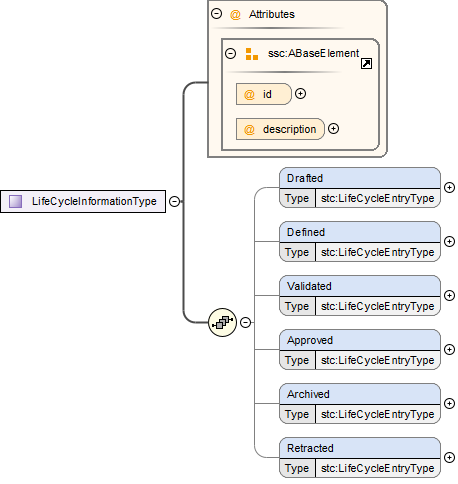 @ Attributes
ssc:ABaseElement
@ id
@ description
LifeCycleInformationType
Drafted
Type stc:LifeCycleEntryType
Defined
Type stc:LifeCycleEntryType
Validated
Type stc:LifeCycleEntryType
Approved
Type stc:LifeCycleEntryType
Archived
Type stc:LifeCycleEntryType
Retracted
Type stc:LifeCycleEntryType